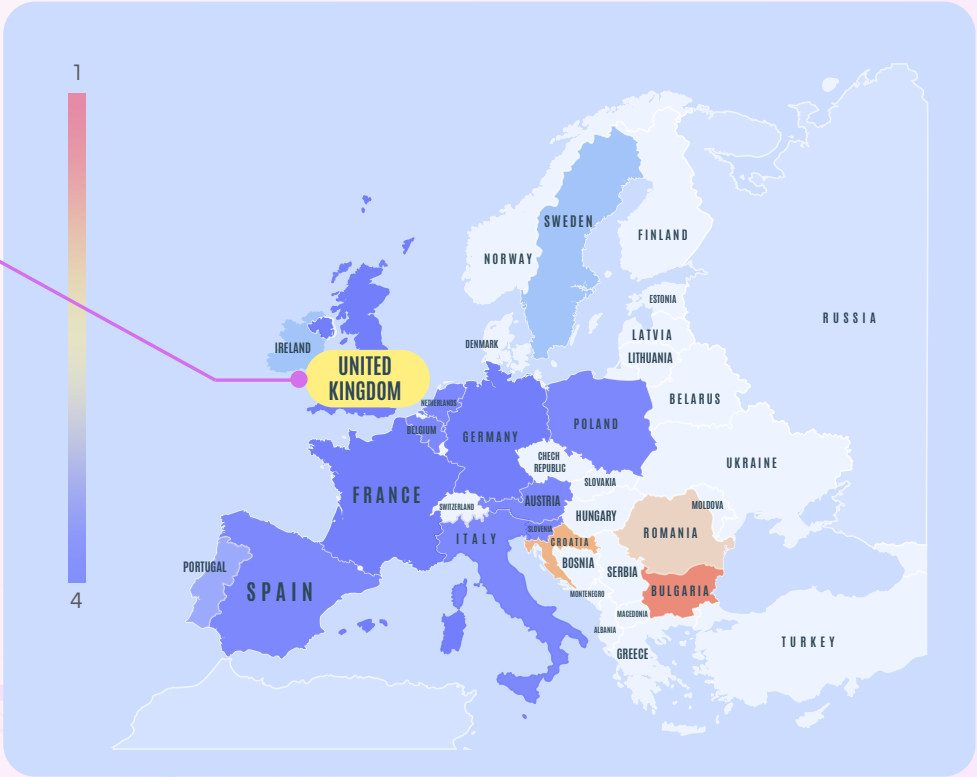 1
SWEDEN
FINLAND
NORWAY
ESTONIA
RUSSIA
LATVIA
DENMARK
IRELAND
LITHUANIA
UNITED
KINGDOM
BELARUS
NETHERLANDS
POLAND
BELGIUM
GERMANY
CHECH
REPUBLIC
UKRAINE
SLOVAKIA
FRANCE
AUSTRIA
SWITZERLAND
MOLDOVA
HUNGARY
SLOVENIA
ROMANIA
ITALY
CROATIA
BOSNIA
PORTUGAL
SERBIA
SPAIN
BULGARIA
MONTENEGRO
4
MACEDONIA
ALBANIA
TURKEY
GREECE